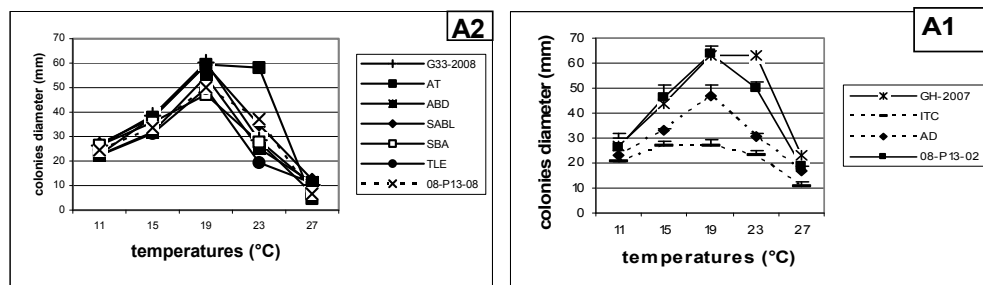 A2
colonies diameter (mm)
70
60
50
40
30
20
10
0
11 15 19 23 27
temperatures (°C)
G33-2008
AT
ABD
SABL
SBA
TLE
08-P13-08
A1
colonies diameter (mm)
70
60
50
40
30
20
10
0
11 15 19 23 27
temperatures (°C)
GH-2007
ITC
AD
08-P13-02